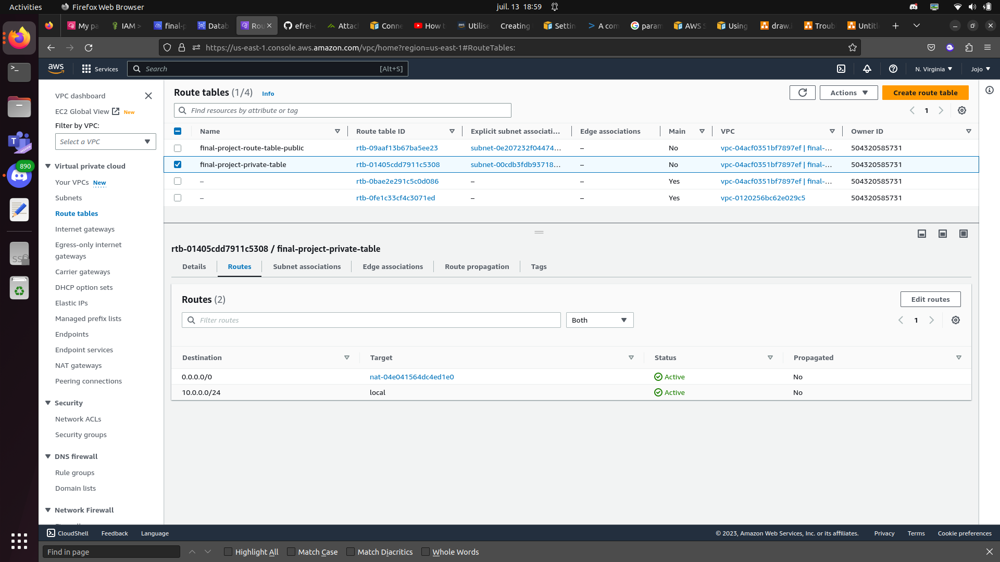 Activities
Firefox Web Browser
juil. 13 18:59
My pa
IAM >
final-p
Datab
Rou
efrei-c
Attac
Conne
How t
Utilise
Creating
Settin
A com
param
AWS S
Using
draw.i
Troub
Untitl
https://us-east-1.console.aws.amazon.com/vpc/home?region=us-east-1#RouteTables:
aws
Services
Search
[Alt+S]
N. Virginia
Jojo
890
VPC dashboard
EC2 Global View New
Filter by VPC:
Select a VPC
Virtual private cloud
Your VPCs New
Subnets
Route tables
Internet gateways
Egress-only internet
gateways
Carrier gateways
DHCP option sets
Elastic IPs
Managed prefix lists
Endpoints
Endpoint services
NAT gateways
Peering connections
Security
Network ACLs
Security groups
DNS firewall
Rule groups
Domain lists
Network Firewall
Route tables (1/4) Info
Actions
Create route table
Find resources by attribute or tag
1
Name Route table ID Explicit subnet associati... Edge associations Main VPC Owner ID
final-project-route-table-public rtb-09aaf13b67ba5ee23 subnet-0e207232f04474... – No vpc-04acf0351bf7897ef | final-... 504320585731
final-project-private-table rtb-01405cdd7911c5308 subnet-00cdb3fdb93718... – No vpc-04acf0351bf7897ef | final-... 504320585731
– rtb-0bae2e291c5c0d086 – – Yes vpc-04acf0351bf7897ef | final-... 504320585731
– rtb-0fe1c33cf4c3071ed – – Yes vpc-0120256bc62e029c5 504320585731
rtb-01405cdd7911c5308 / final-project-private-table
Details
Routes
Subnet associations
Edge associations
Route propagation
Tags
Routes (2)
Edit routes
Filter routes
Both
1
Destination Target Status Propagated
0.0.0.0/0 nat-04e041564dc4ed1e0 Active No
10.0.0.0/24 local Active No
CloudShell
Feedback
Language
© 2023, Amazon Web Services, Inc. or its affiliates.
Privacy
Terms
Cookie preferences
Find in page
Highlight All
Match Case
Match Diacritics
Whole Words